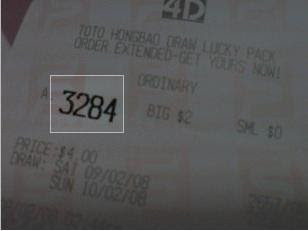 4D
TOTO HONGBAO DRAW LUCKY PACK
ORDER EXTENDED-GET YOURS NOW!
ORDINARY
A 3284 BIG $2 SML $0
PRICE:$4.00
DRAW: SAT 09/02/08
SUN 10/02/08